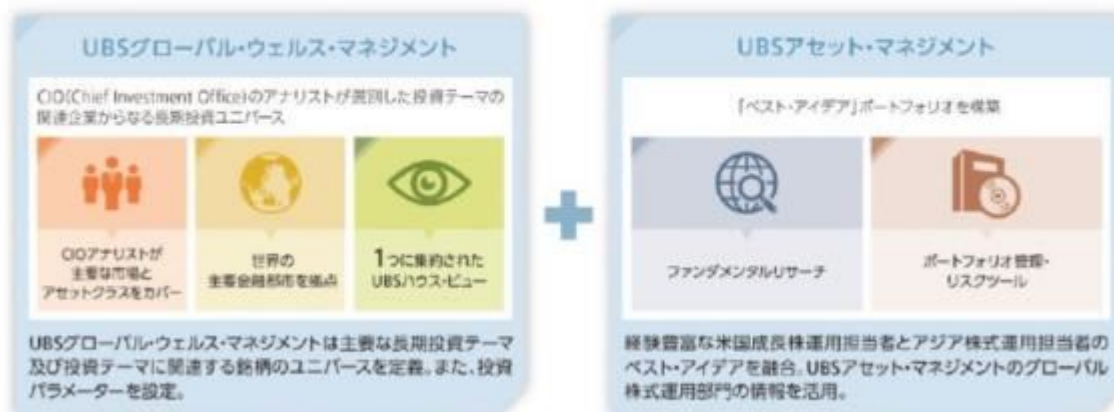 UBSグローバル・ウェルス・マネジメント
CIO(Chief Investment Office)のアナリストが選別した投資テーマの
関連企業からなる長期投資ユニバース
CIOアナリストが
主要な市場と
アセットクラスをカバー
世界の
主要金融都市を拠点
1つに集約された
UBSハウス・ビュー
UBSグローバル・ウェルス・マネジメントは主要な長期投資テーマ
及び投資テーマに関連する銘柄のユニバースを定義。また、投資
パラメーターを設定。
UBSアセット・マネジメント
「ベスト・アイデア」ポートフォリオを構築
ファンダメンタルリサーチ
ポートフォリオ管理・
リスクツール
経験豊富な米国成長株運用担当者とアジア株式運用担当者の
ベスト・アイデアを融合。UBSアセット・マネジメントのグローバル
株式運用部門の情報を活用。